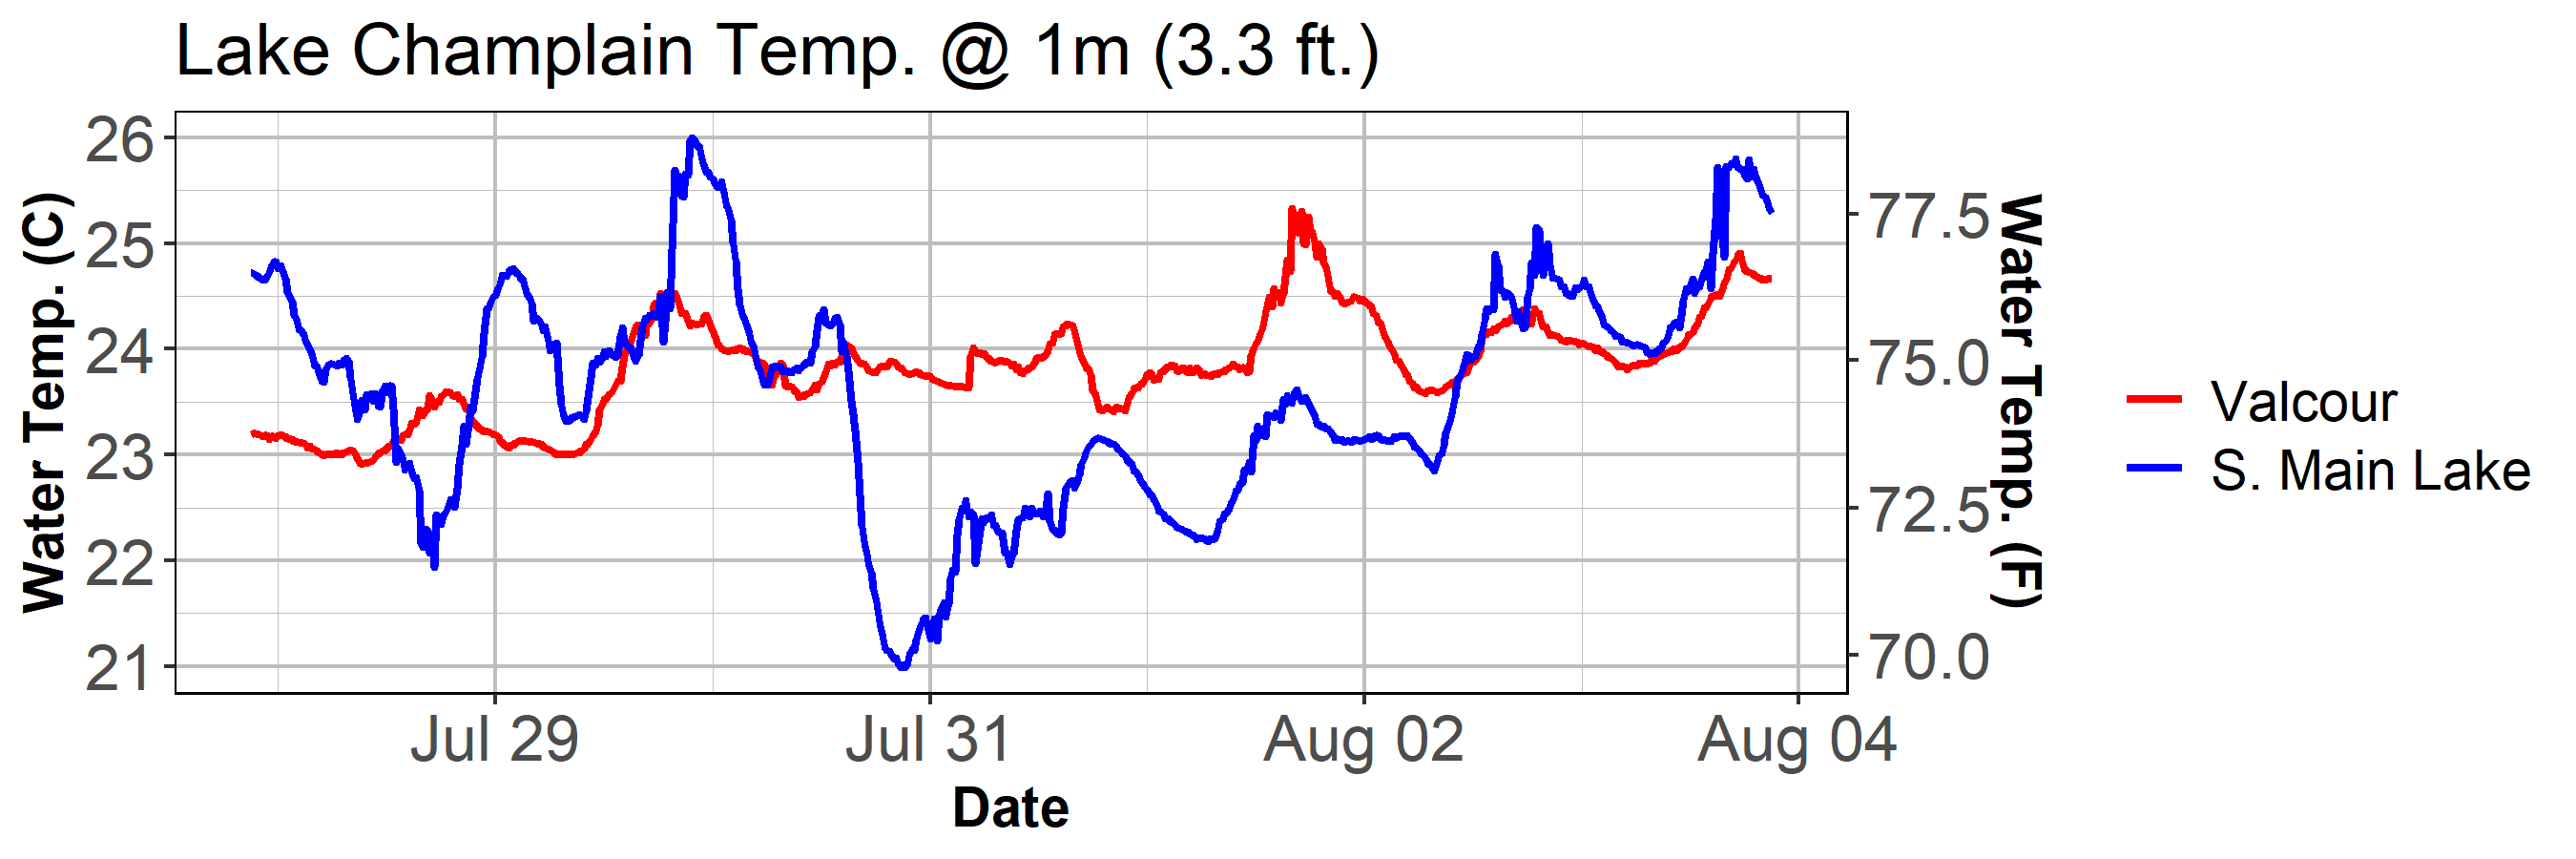 Lake Champlain Temp. @ 1m (3.3 ft.)
Water Temp. (C)
26
25
24
23
22
21
77.5
75.0
72.5
70.0
Water Temp. (F)
Jul 29
Jul 31
Aug 02
Aug 04
Date
Valcour
S. Main Lake